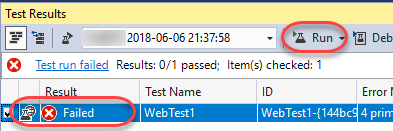 Test Results
2018-06-06 21:37:58 Run
Test run failed Results: 0/1 passed; Item(s) checked: 1
Result Test Name ID Error
Failed WebTest1 WebTest1-{144bc9 4 prim